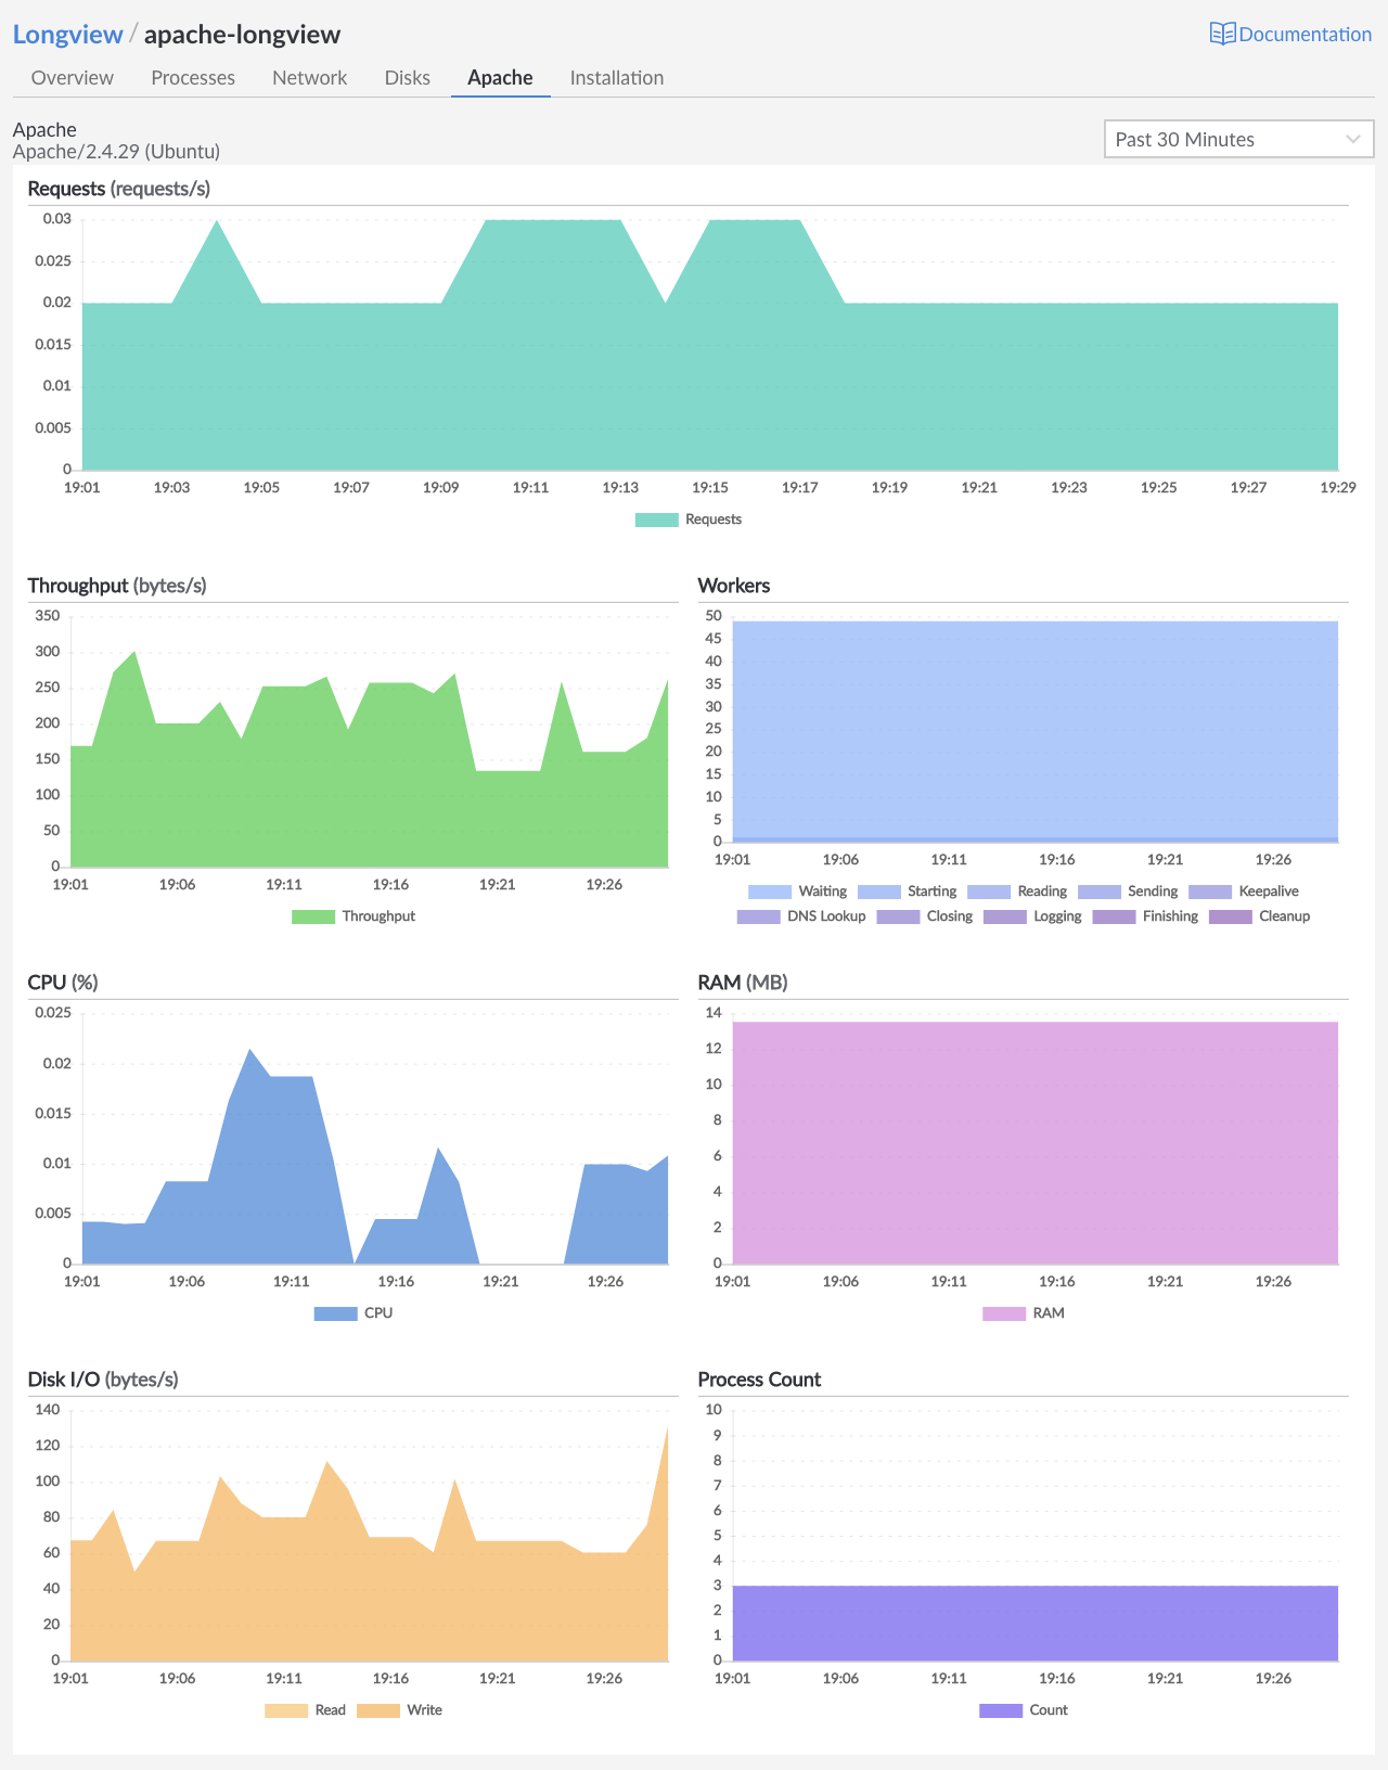 Longview / apache-longview
Documentation
Overview Processes Network Disks Apache Installation
Apache
Apache/2.4.29 (Ubuntu)
Past 30 Minutes
Requests (requests/s)
0.03
0.025
0.02
0.015
0.01
0.005
0
19:01 19:03 19:05 19:07 19:09 19:11 19:13 19:15 19:17 19:19 19:21 19:23 19:25 19:27 19:29
Requests
Throughput (bytes/s)
350
300
250
200
150
100
50
0
19:01 19:06 19:11 19:16 19:21 19:26
Throughput
Workers
50
45
40
35
30
25
20
15
10
5
0
19:01 19:06 19:11 19:16 19:21 19:26
Waiting Starting Reading Sending Keepalive
DNS Lookup Closing Logging Finishing Cleanup
CPU (%)
0.025
0.02
0.015
0.01
0.005
0
19:01 19:06 19:11 19:16 19:21 19:26
CPU
RAM (MB)
14
12
10
8
6
4
2
0
19:01 19:06 19:11 19:16 19:21 19:26
RAM
Disk I/O (bytes/s)
140
120
100
80
60
40
20
0
19:01 19:06 19:11 19:16 19:21 19:26
Read Write
Process Count
10
9
8
7
6
5
4
3
2
1
0
19:01 19:06 19:11 19:16 19:21 19:26
Count